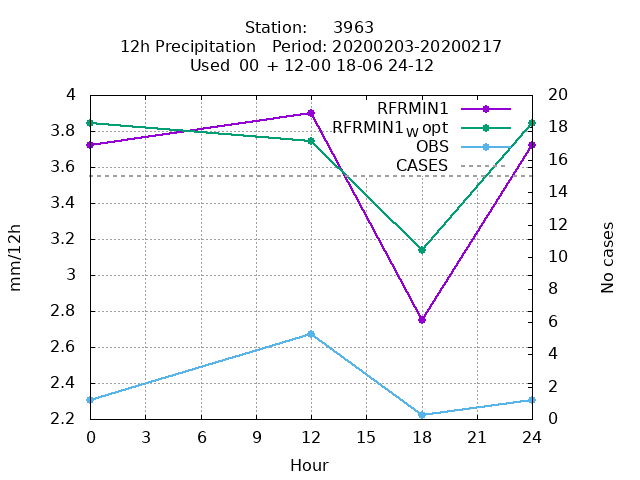 Station: 3963
12h Precipitation Period: 20200203-20200217
Used 00 + 12-00 18-06 24-12
4 20
RFRMIN1
3.8 18
RFRMIN1_w opt
OBS
3.6 16
CASES
3.4 14
3.2 12
mm/12h
No cases
3 10
2.8 8
2.6 6
4
2.4 2
2.2 0
0 3 6 9 12 15 18 21 24
Hour